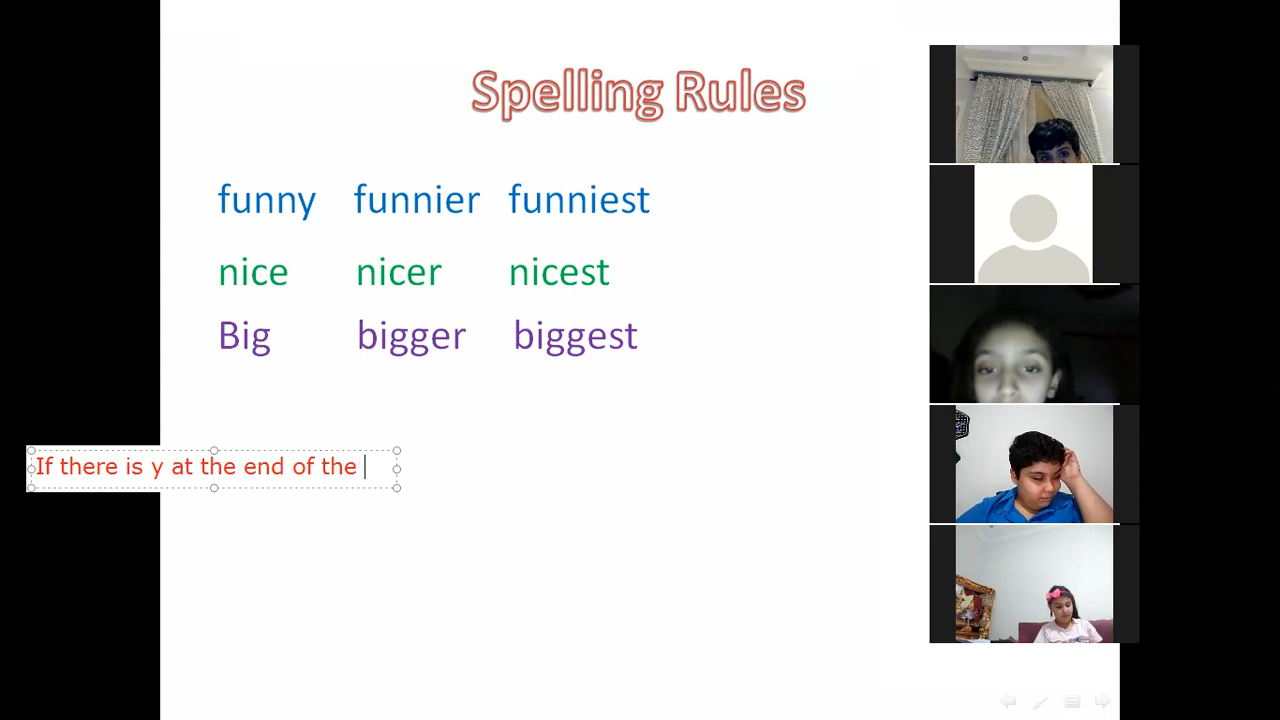 Spelling Rules
funny funnier funniest
nice nicer nicest
Big bigger biggest
If there is y at the end of the